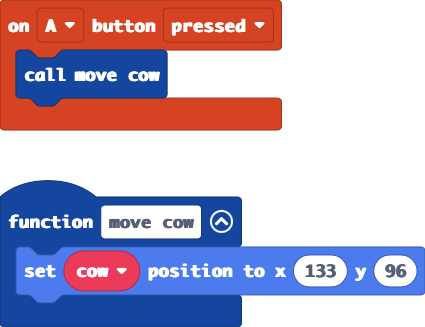 on A button pressed
call move cow
function move cow
set cow position to x 133 y 96